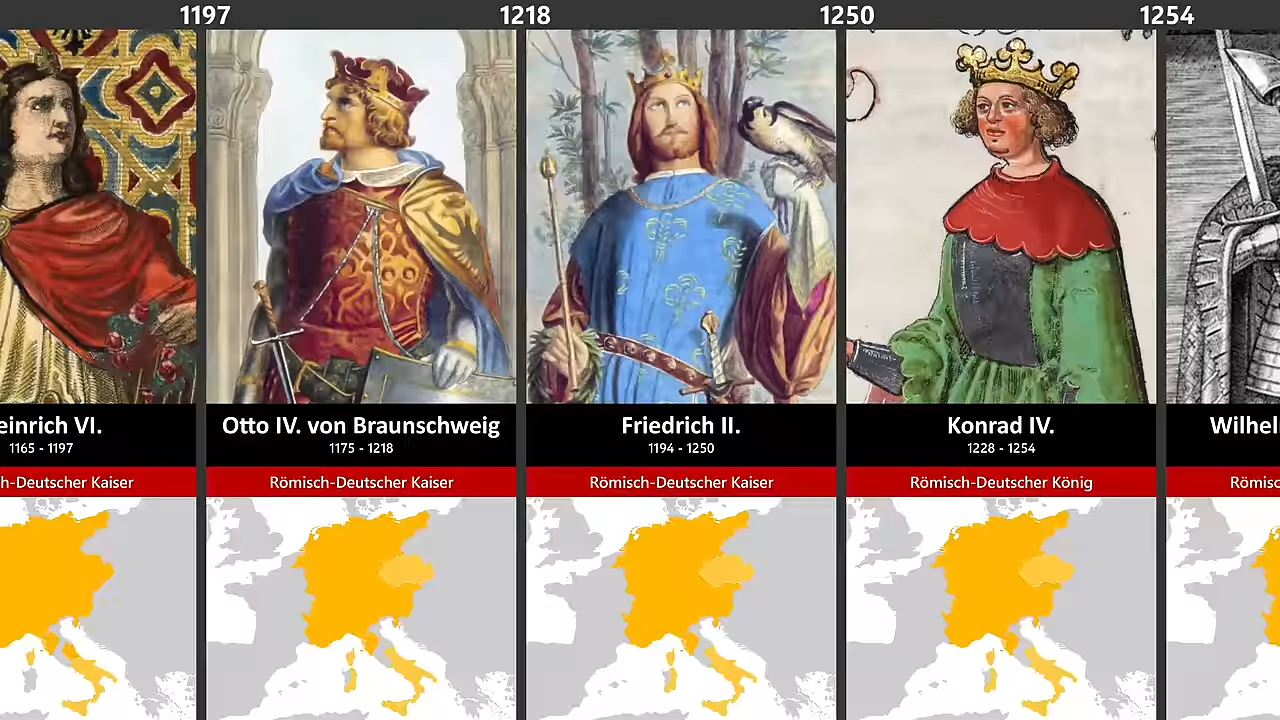 1197
1218
1250
1254
einrich VI.
1165 - 1197
h-Deutscher Kaiser
Otto IV. von Braunschweig
1175 - 1218
Römisch-Deutscher Kaiser
Friedrich II.
1194 - 1250
Römisch-Deutscher Kaiser
Konrad IV.
1228 - 1254
Römisch-Deutscher König
Wilhel
Römisc